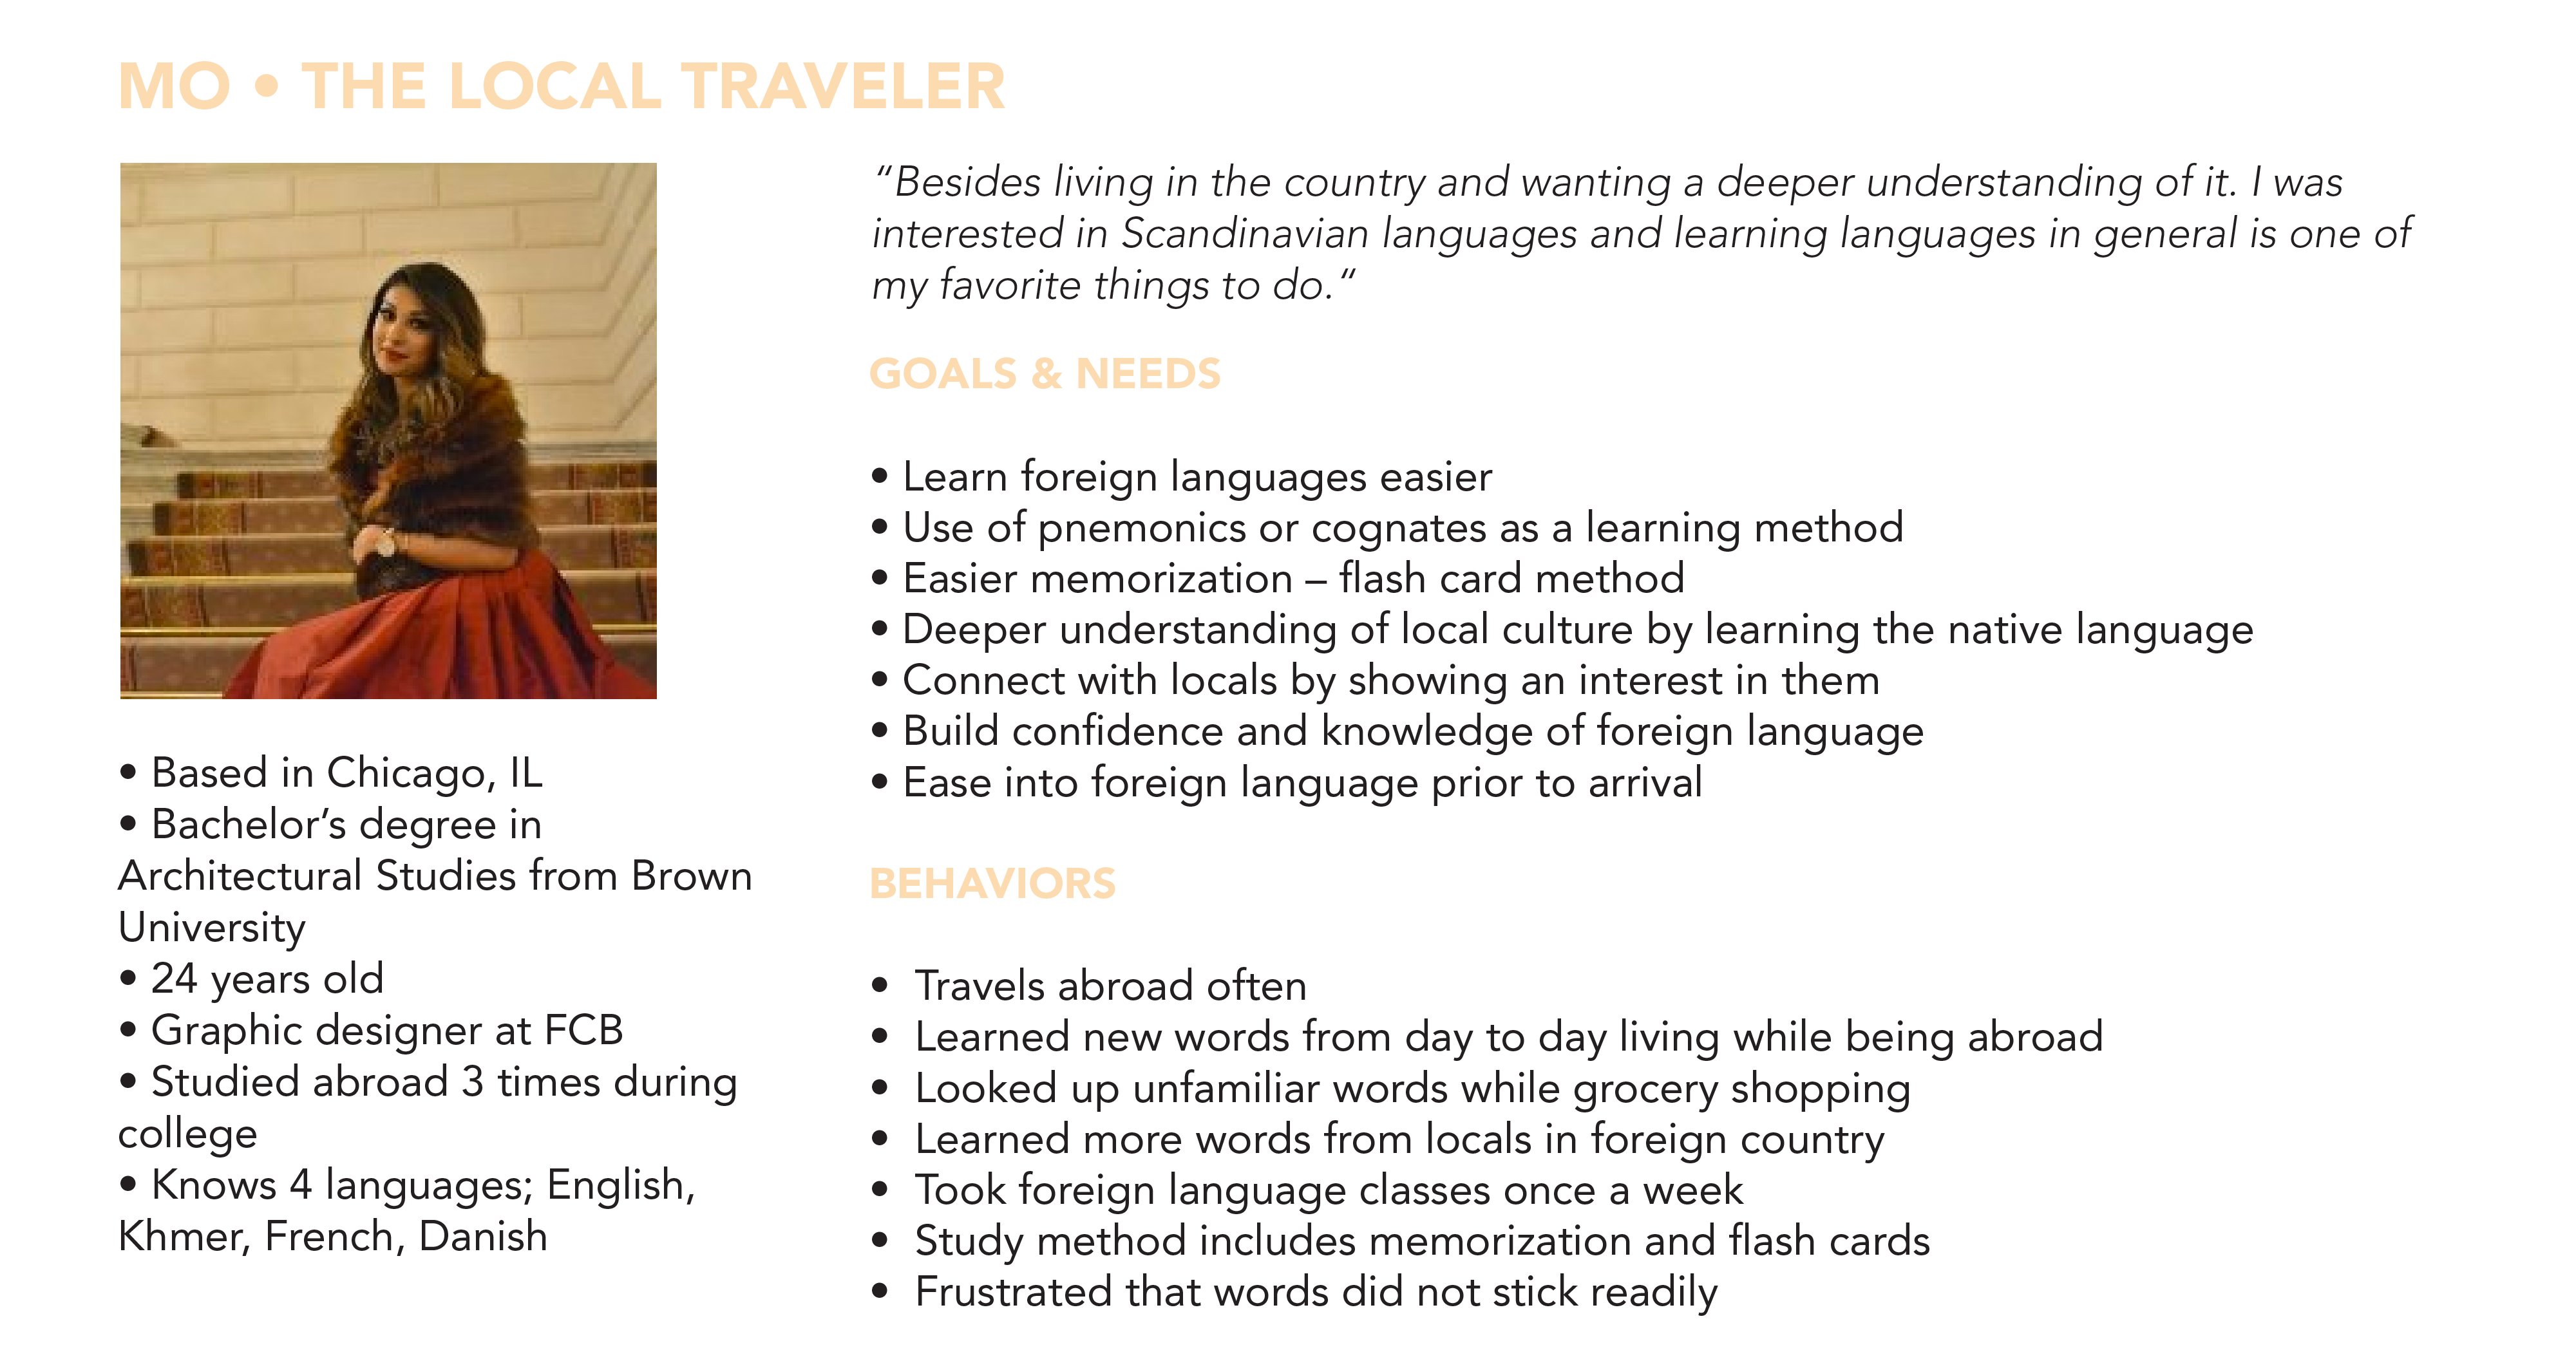 MO • THE LOCAL TRAVELER
“Besides living in the country and wanting a deeper understanding of it. I was
interested in Scandinavian languages and learning languages in general is one of
my favorite things to do.“
GOALS & NEEDS
• Learn foreign languages easier
• Use of pnemonics or cognates as a learning method
• Easier memorization – flash card method
• Deeper understanding of local culture by learning the native language
• Connect with locals by showing an interest in them
• Build confidence and knowledge of foreign language
• Ease into foreign language prior to arrival
BEHAVIORS
• Travels abroad often
• Learned new words from day to day living while being abroad
• Looked up unfamiliar words while grocery shopping
• Learned more words from locals in foreign country
• Took foreign language classes once a week
• Study method includes memorization and flash cards
• Frustrated that words did not stick readily
• Based in Chicago, IL
• Bachelor’s degree in
Architectural Studies from Brown
University
• 24 years old
• Graphic designer at FCB
• Studied abroad 3 times during
college
• Knows 4 languages; English,
Khmer, French, Danish